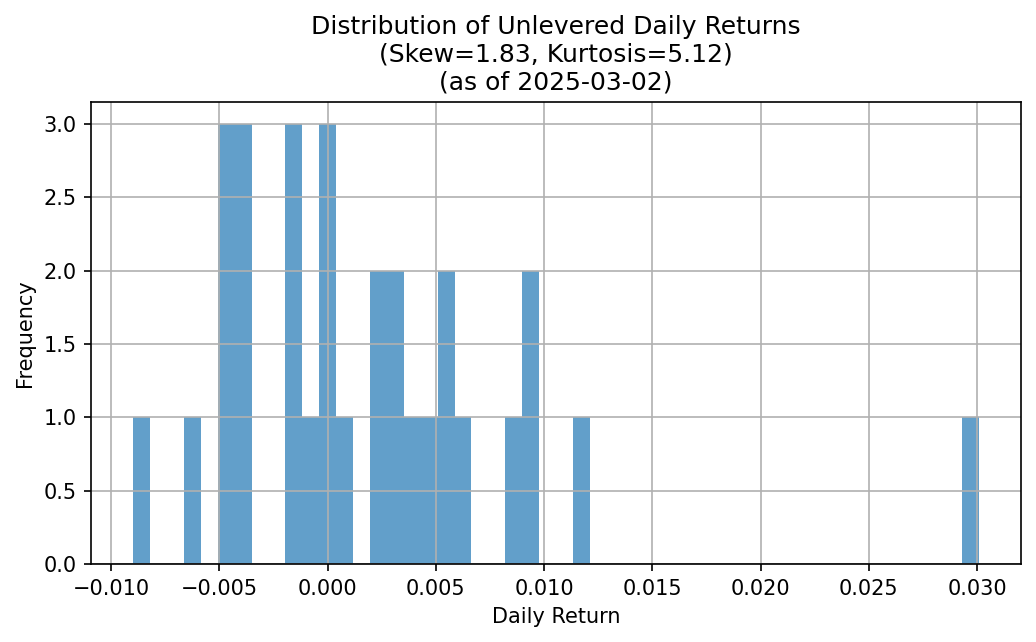 Distribution of Unlevered Daily Returns
(Skew=1.83, Kurtosis=5.12)
(as of 2025-03-02)
3.0
2.5
2.0
1.5
1.0
0.5
0.0
Frequency
−0.010 −0.005 0.000 0.005 0.010 0.015 0.020 0.025 0.030
Daily Return